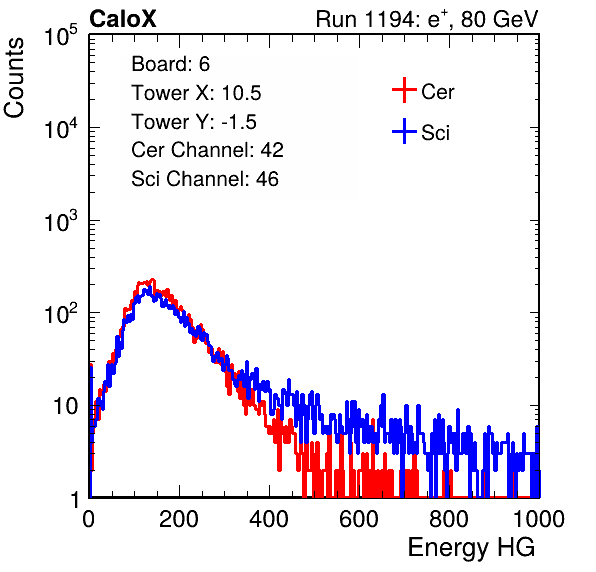 CaloX Run 1194: e⁺, 80 GeV
Counts
Board: 6
Tower X: 10.5
Tower Y: -1.5
Cer Channel: 42
Sci Channel: 46
Cer
Sci
10⁵
10⁴
10³
10²
10
1
0 200 400 600 800 1000
Energy HG